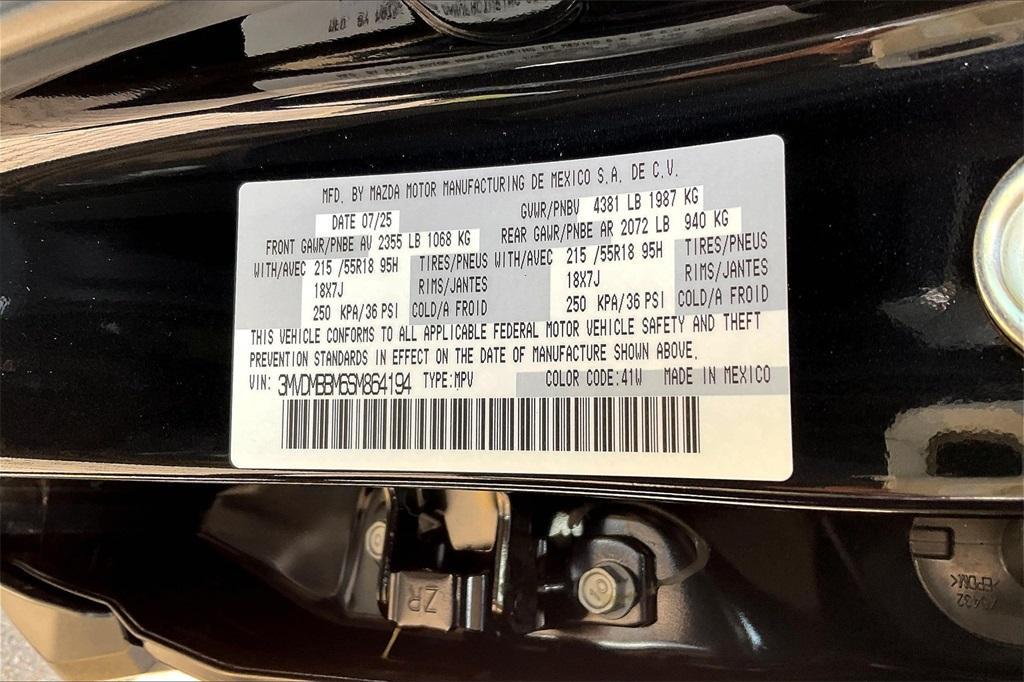 MFD. BY MAZDA MOTOR MANUFACTURING DE MEXICO S.A. DE C.V.
DATE 07/25 GVWR/PNBV 4381 LB 1987 KG
FRONT GAWR/PNBE AV 2355 LB 1068 KG REAR GAWR/PNBE AR 2072 LB 940 KG
WITH/AVEC 215 /55R18 95H TIRES/PNEUS WITH/AVEC 215 /55R18 95H TIRES/PNEUS
18X7J RIMS/JANTES 18X7J RIMS/JANTES
250 KPA/36 PSI COLD/A FROID 250 KPA/36 PSI COLD/A FROID
THIS VEHICLE CONFORMS TO ALL APPLICABLE FEDERAL MOTOR VEHICLE SAFETY AND THEFT
PREVENTION STANDARDS IN EFFECT ON THE DATE OF MANUFACTURE SHOWN ABOVE.
VIN: 3MVDMBBM6SM864194 TYPE:MPV COLOR CODE:41W MADE IN MEXICO
ZR
10
>EPDM<